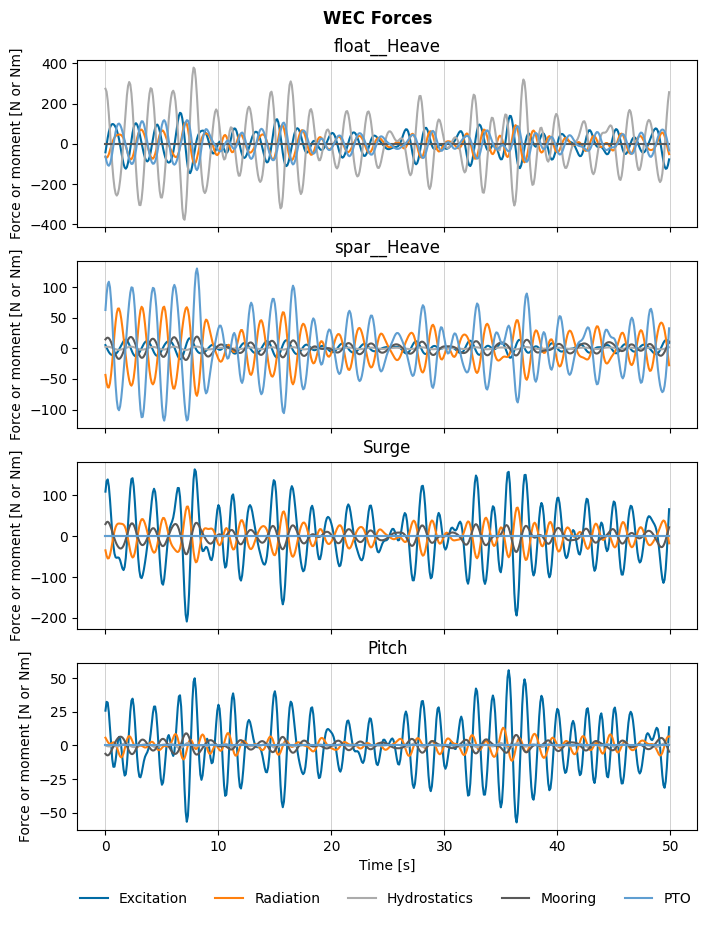 WEC Forces
float__Heave
Force or moment [N or Nm]
400
200
0
−200
−400
spar__Heave
Force or moment [N or Nm]
100
50
0
−50
−100
Surge
Force or moment [N or Nm]
100
0
−100
−200
Pitch
Force or moment [N or Nm]
50
25
0
−25
−50
0 10 20 30 40 50
Time [s]
Excitation Radiation Hydrostatics Mooring PTO